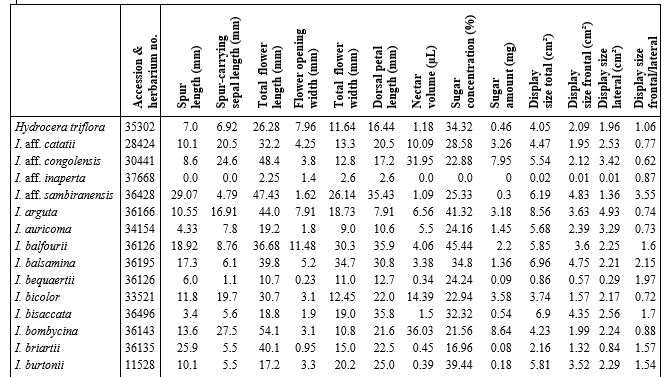 Accession & herbarium no. Spur length (mm) Spur-carrying sepal length (mm) Total flower length (mm) Flower opening width (mm) Total flower width (mm) Dorsal petal length (mm) Nectar volume (µL) Sugar concentration (%) Sugar amount (mg) Display size total (cm²) Display size frontal (cm²) Display size lateral (cm²) Display size frontal/lateral
Hydrocera triflora 35302 7.0 6.92 26.28 7.96 11.64 16.44 1.18 34.32 0.46 4.05 2.09 1.96 1.06
I. aff. catatii 28424 10.1 20.5 32.2 4.25 13.3 20.5 10.09 28.58 3.26 4.47 1.95 2.53 0.77
I. aff. congolensis 30441 8.6 24.6 48.4 3.8 12.8 17.2 31.95 22.88 7.95 5.54 2.12 3.42 0.62
I. aff. inaperta 37668 0.0 0.0 2.25 1.4 2.6 2.6 0.0 0.0 0 0.02 0.01 0.01 0.87
I. aff. sambiranensis 36428 29.07 4.79 47.43 1.62 26.14 35.43 1.09 25.33 0.3 6.19 4.83 1.36 3.55
I. arguta 36166 10.55 16.91 44.0 7.91 18.73 7.91 6.56 41.32 3.18 8.56 3.63 4.93 0.74
I. auricoma 34154 4.33 7.8 19.2 1.8 9.0 10.6 5.5 24.16 1.45 5.68 2.39 3.29 0.73
I. balfourii 36126 18.92 8.76 36.68 11.48 30.3 35.9 4.06 45.44 2.2 5.85 3.6 2.25 1.6
I. balsamina 36195 17.3 6.1 39.8 5.2 34.7 30.8 3.38 34.8 1.36 6.96 4.75 2.21 2.15
I. bequaertii 36126 6.0 1.1 10.7 0.23 11.0 12.7 0.34 24.24 0.09 0.86 0.57 0.29 1.97
I. bicolor 33521 11.8 19.7 30.7 3.1 12.45 22.0 14.39 22.94 3.58 3.74 1.57 2.17 0.72
I. bisaccata 36496 3.4 5.6 18.8 1.9 19.0 35.8 1.5 32.32 0.54 6.9 4.35 2.56 1.7
I. bombycina 36143 13.6 27.5 54.1 3.1 10.8 21.6 36.03 21.56 8.64 4.23 1.99 2.24 0.88
I. briartii 36135 25.9 5.5 40.1 0.95 15.0 22.5 0.45 16.96 0.08 2.16 1.32 0.84 1.57
I. burtonii 11528 10.1 5.5 17.2 3.3 20.2 25.0 0.39 39.44 0.18 5.81 3.52 2.29 1.54